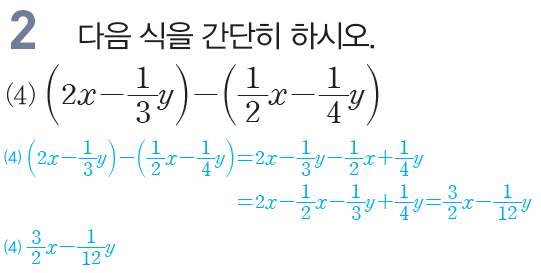 2 다음 식을 간단히 하시오.
(4) (2x−1/3y)−(1/2x−1/4y)
(4) (2x−1/3y)−(1/2x−1/4y)=2x−1/3y−1/2x+1/4y
=2x−1/2x−1/3y+1/4y=3/2x−1/12y
(4) 3/2x−1/12y